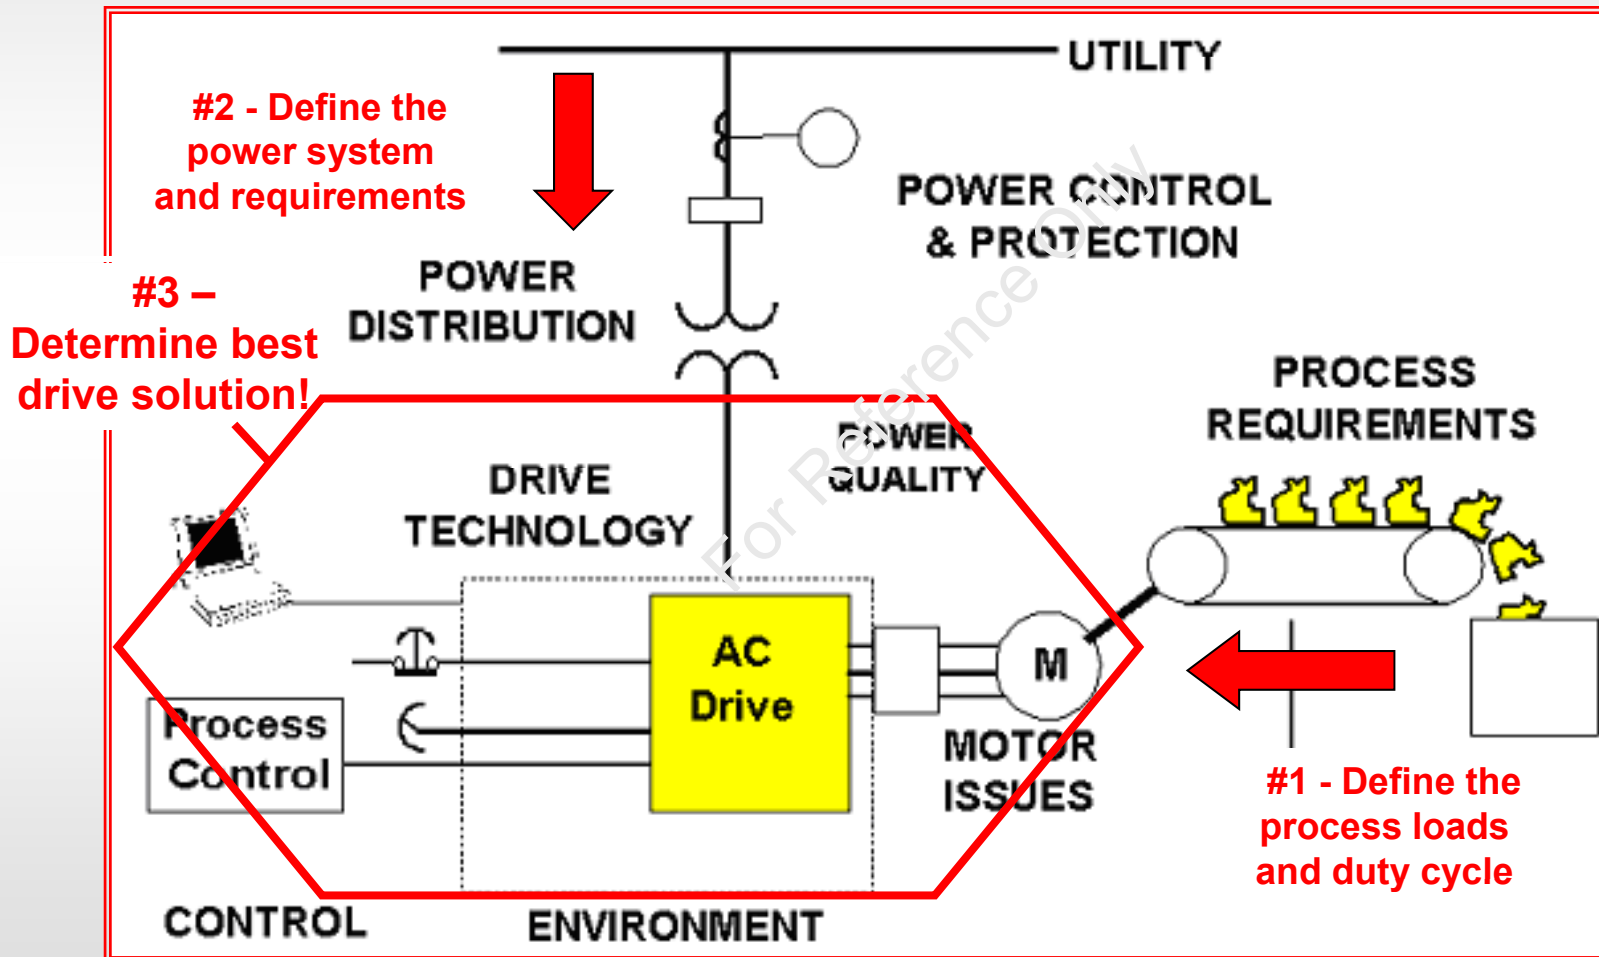 UTILITY
#2 - Define the
power system
and requirements
POWER CONTROL
& PROTECTION
POWER
DISTRIBUTION
#3 –
Determine best
drive solution!
PROCESS
REQUIREMENTS
POWER
QUALITY
DRIVE
TECHNOLOGY
For Reference Only
AC
Drive
M
Process
Control
MOTOR
ISSUES
#1 - Define the
process loads
and duty cycle
CONTROL
ENVIRONMENT